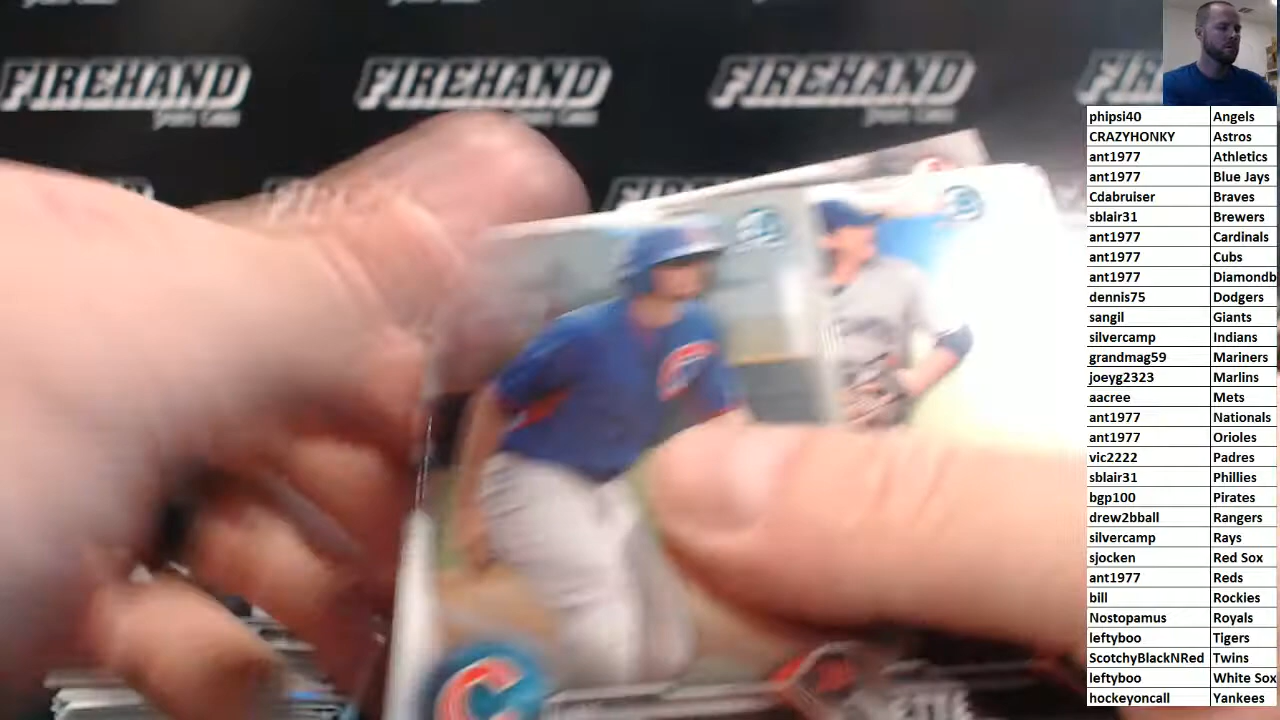 FIREHAND FIREHAND FIREHAND
SPORTS CARDS
phipsi40 Angels
CRAZYHONKY Astros
ant1977 Athletics
ant1977 Blue Jays
Cdabruiser Braves
sblair31 Brewers
ant1977 Cardinals
ant1977 Cubs
ant1977 Diamondb
dennis75 Dodgers
sangil Giants
silvercamp Indians
grandmag59 Mariners
joeyg2323 Marlins
aacree Mets
ant1977 Nationals
ant1977 Orioles
vic2222 Padres
sblair31 Phillies
bgp100 Pirates
drew2bball Rangers
silvercamp Rays
sjocken Red Sox
ant1977 Reds
bill Rockies
Nostopamus Royals
leftyboo Tigers
ScotchyBlackNRed Twins
leftyboo White Sox
hockeyoncall Yankees